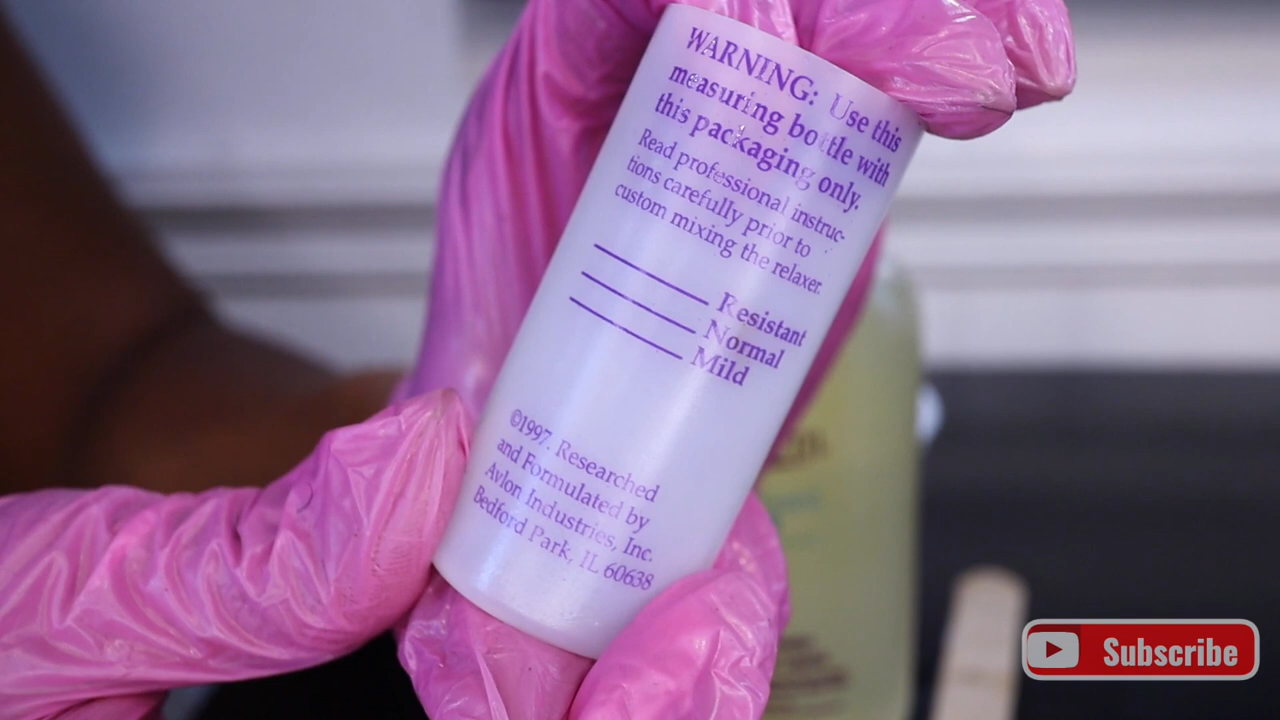 WARNING: Use this
measuring bottle with
this packaging only.
Read professional instruc-
tions carefully prior to
custom mixing the relaxer.
Resistant
Normal
Mild
©1997. Researched
and Formulated by
Avlon Industries, Inc.
Bedford Park, IL 60638
Subscribe